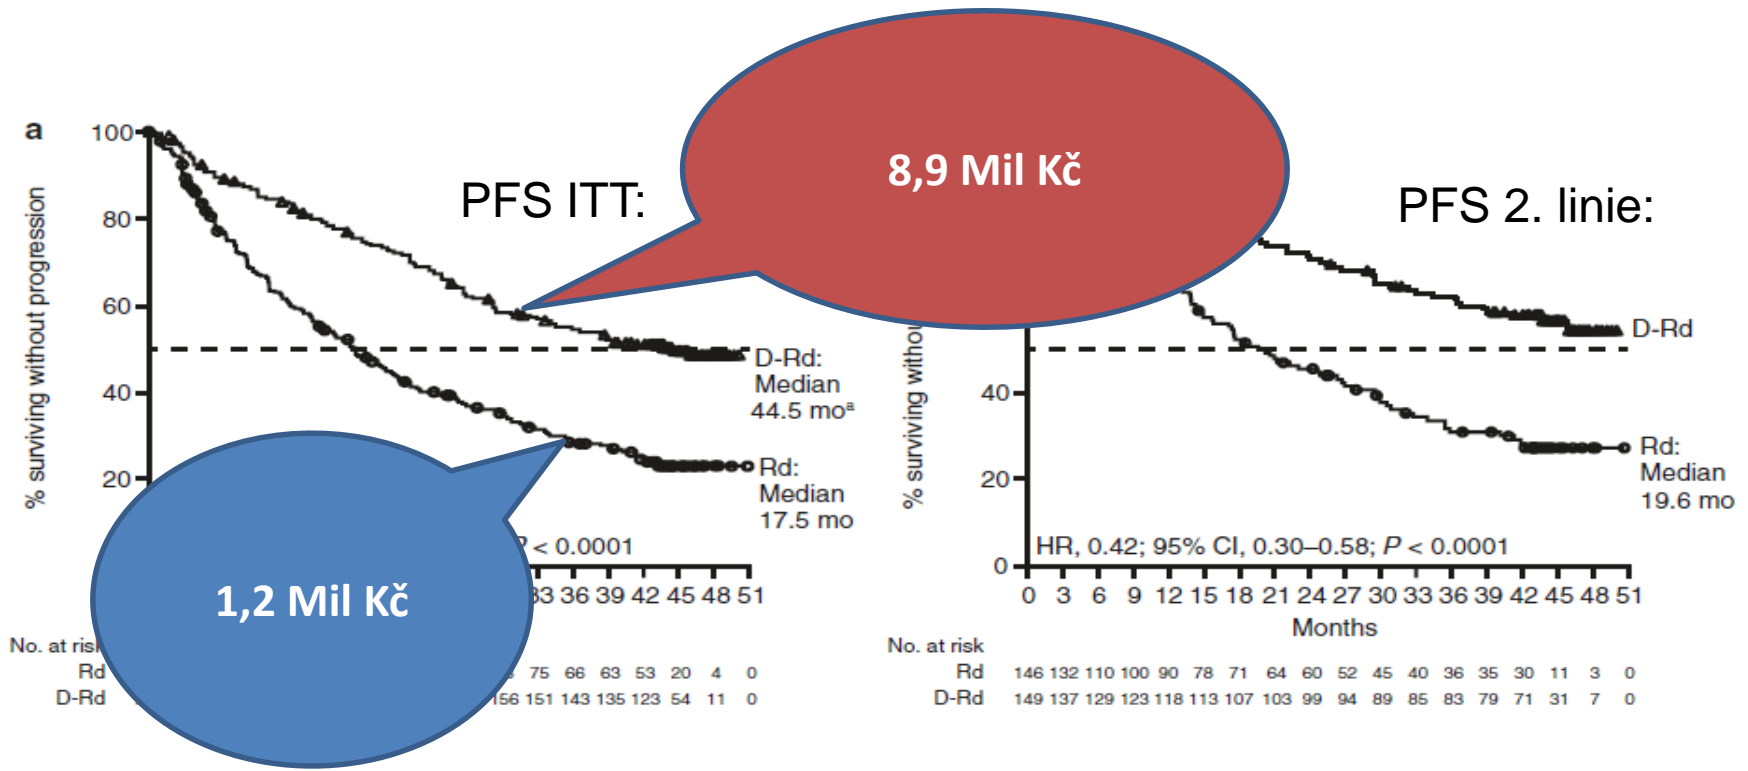 a
PFS ITT:
8,9 Mil Kč
PFS 2. linie:
% surviving without progression
100
80
60
40
20
D-Rd:
Median
44.5 moª
Rd:
Median
17.5 mo
P < 0.0001
1,2 Mil Kč
33 36 39 42 45 48 51
No. at risk
Rd 75 66 63 53 20 4 0
D-Rd 156 151 143 135 123 54 11 0
% surviving
40
20
0
D-Rd
Rd:
Median
19.6 mo
HR, 0.42; 95% CI, 0.30–0.58; P < 0.0001
0 3 6 9 12 15 18 21 24 27 30 33 36 39 42 45 48 51
Months
No. at risk
Rd 146 132 110 100 90 78 71 64 60 52 45 40 36 35 30 11 3 0
D-Rd 149 137 129 123 118 113 107 103 99 94 89 85 83 79 71 31 7 0